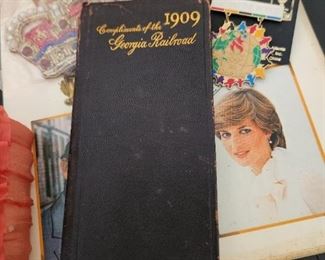 1909
Compliments of the
Georgia Railroad